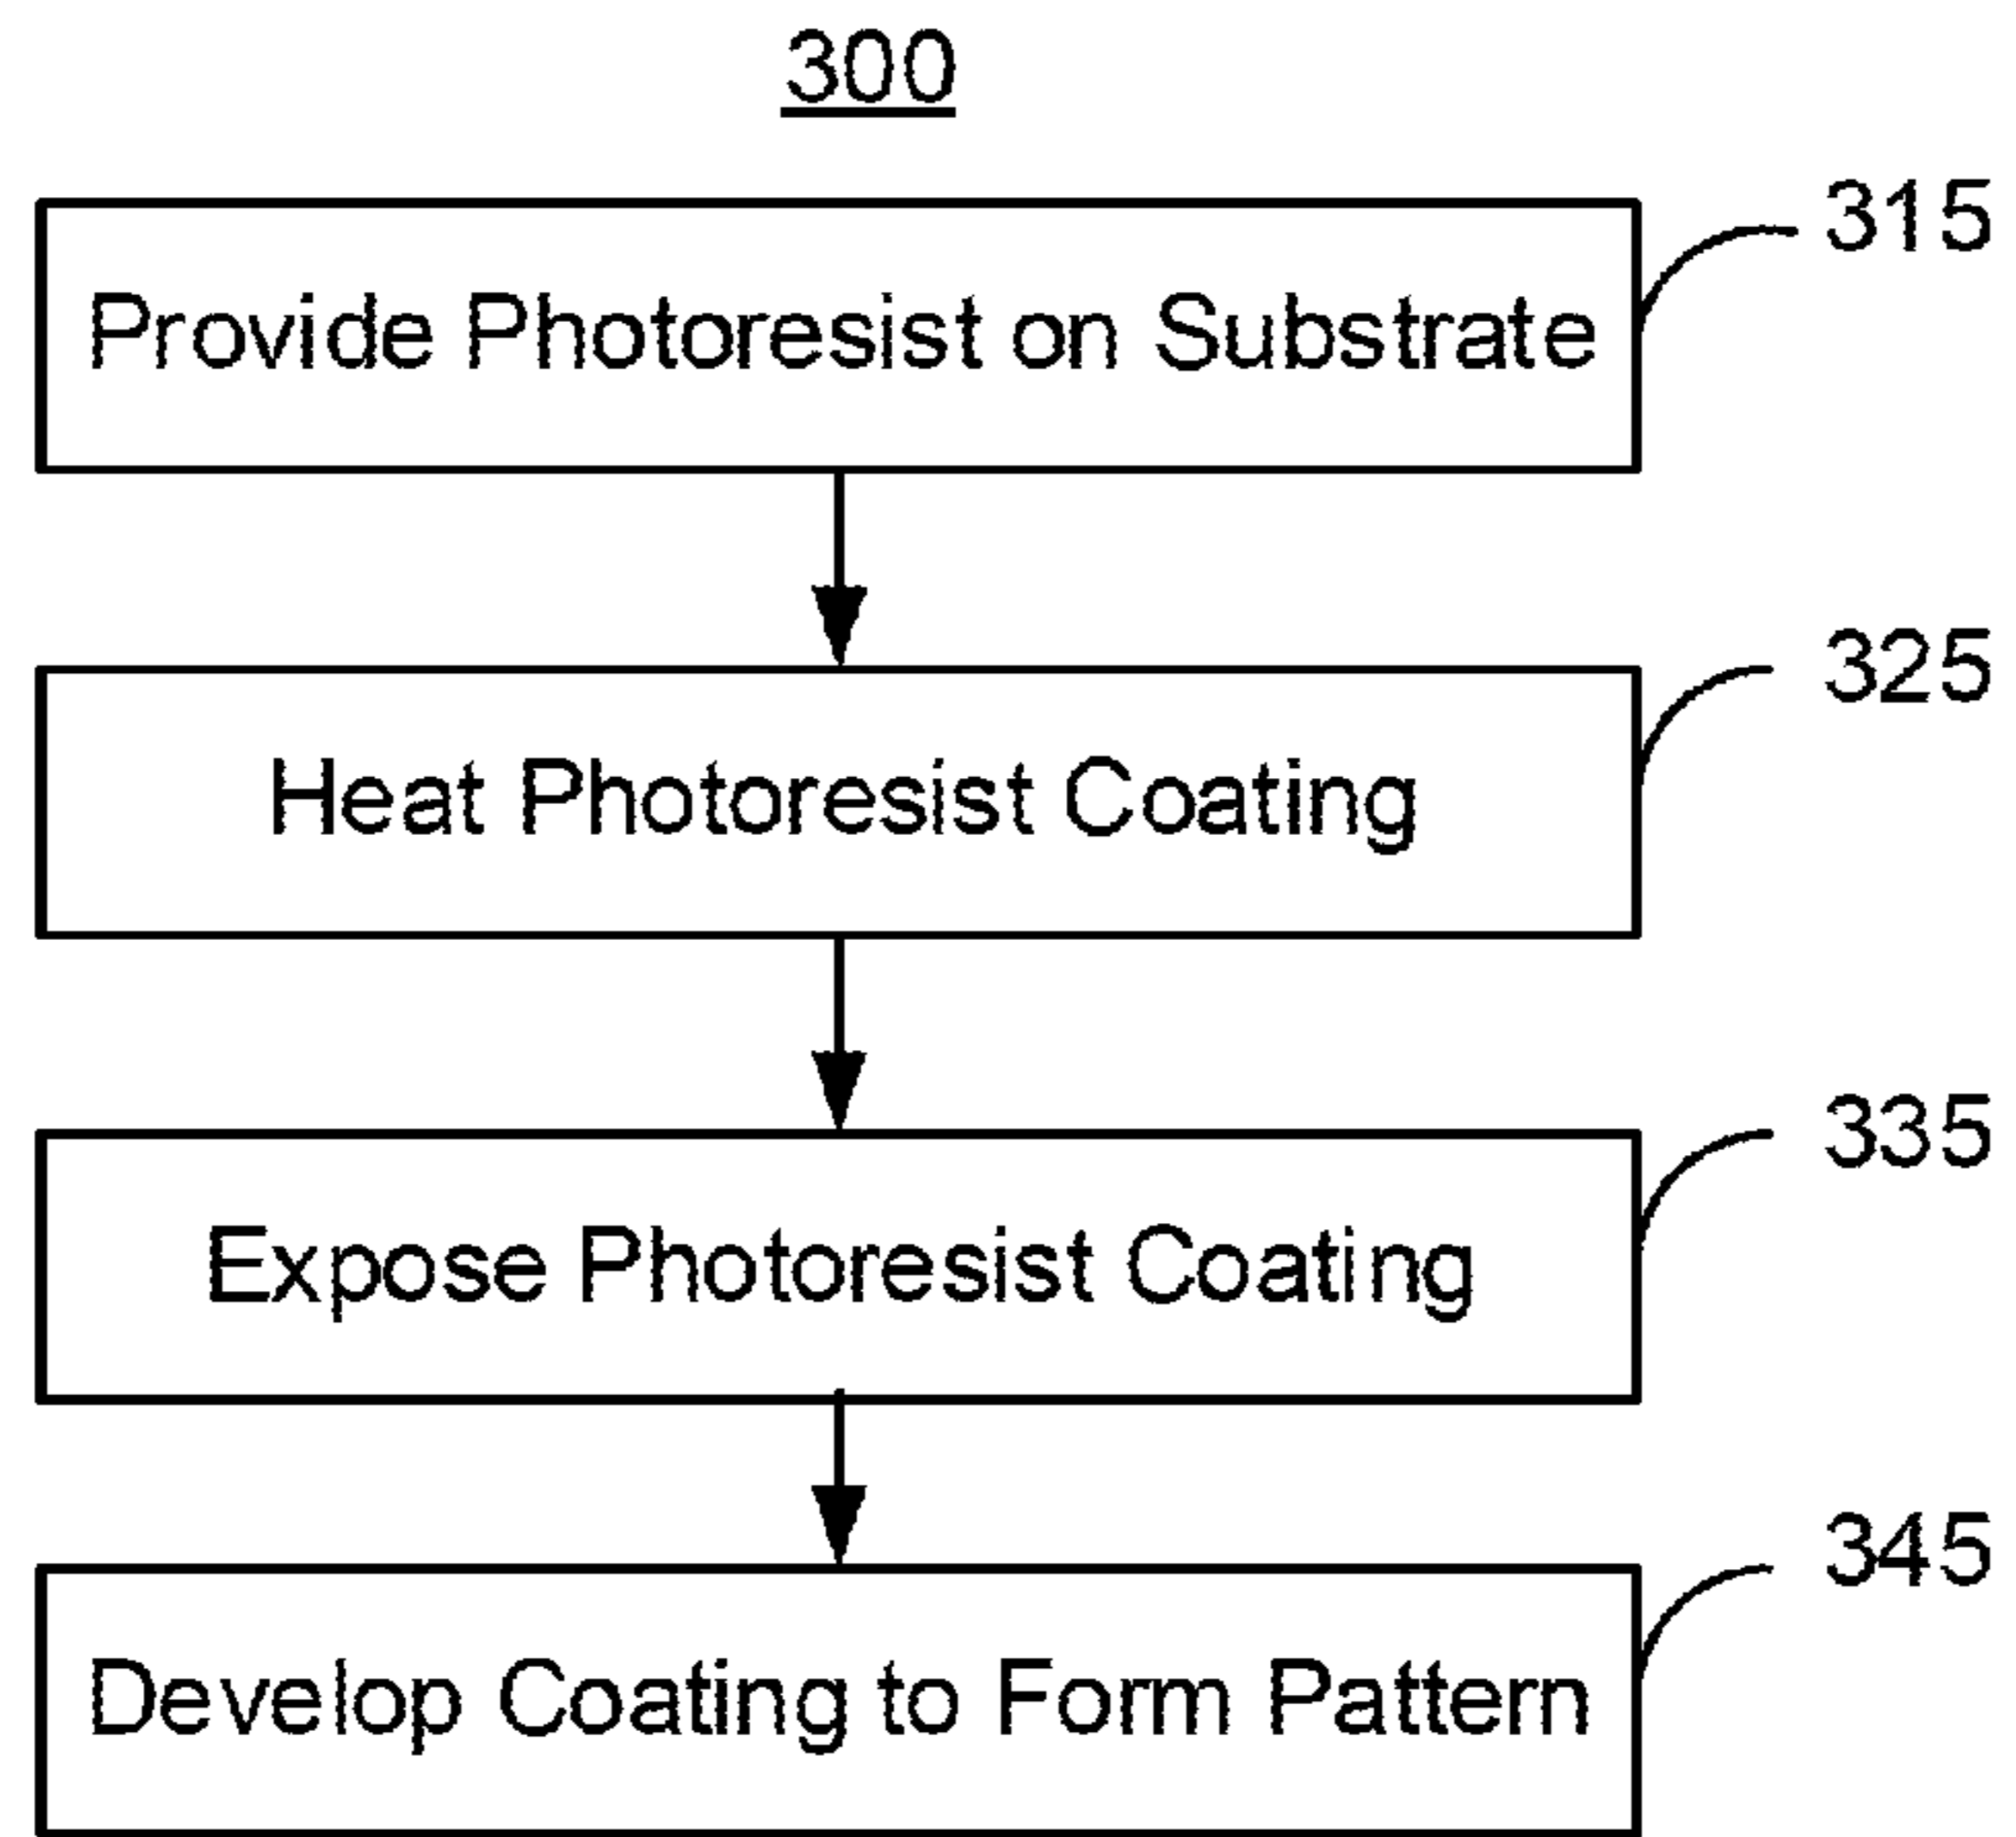 300
315
Provide Photoresist on Substrate
325
Heat Photoresist Coating
335
Expose Photoresist Coating
345
Develop Coating to Form Pattern